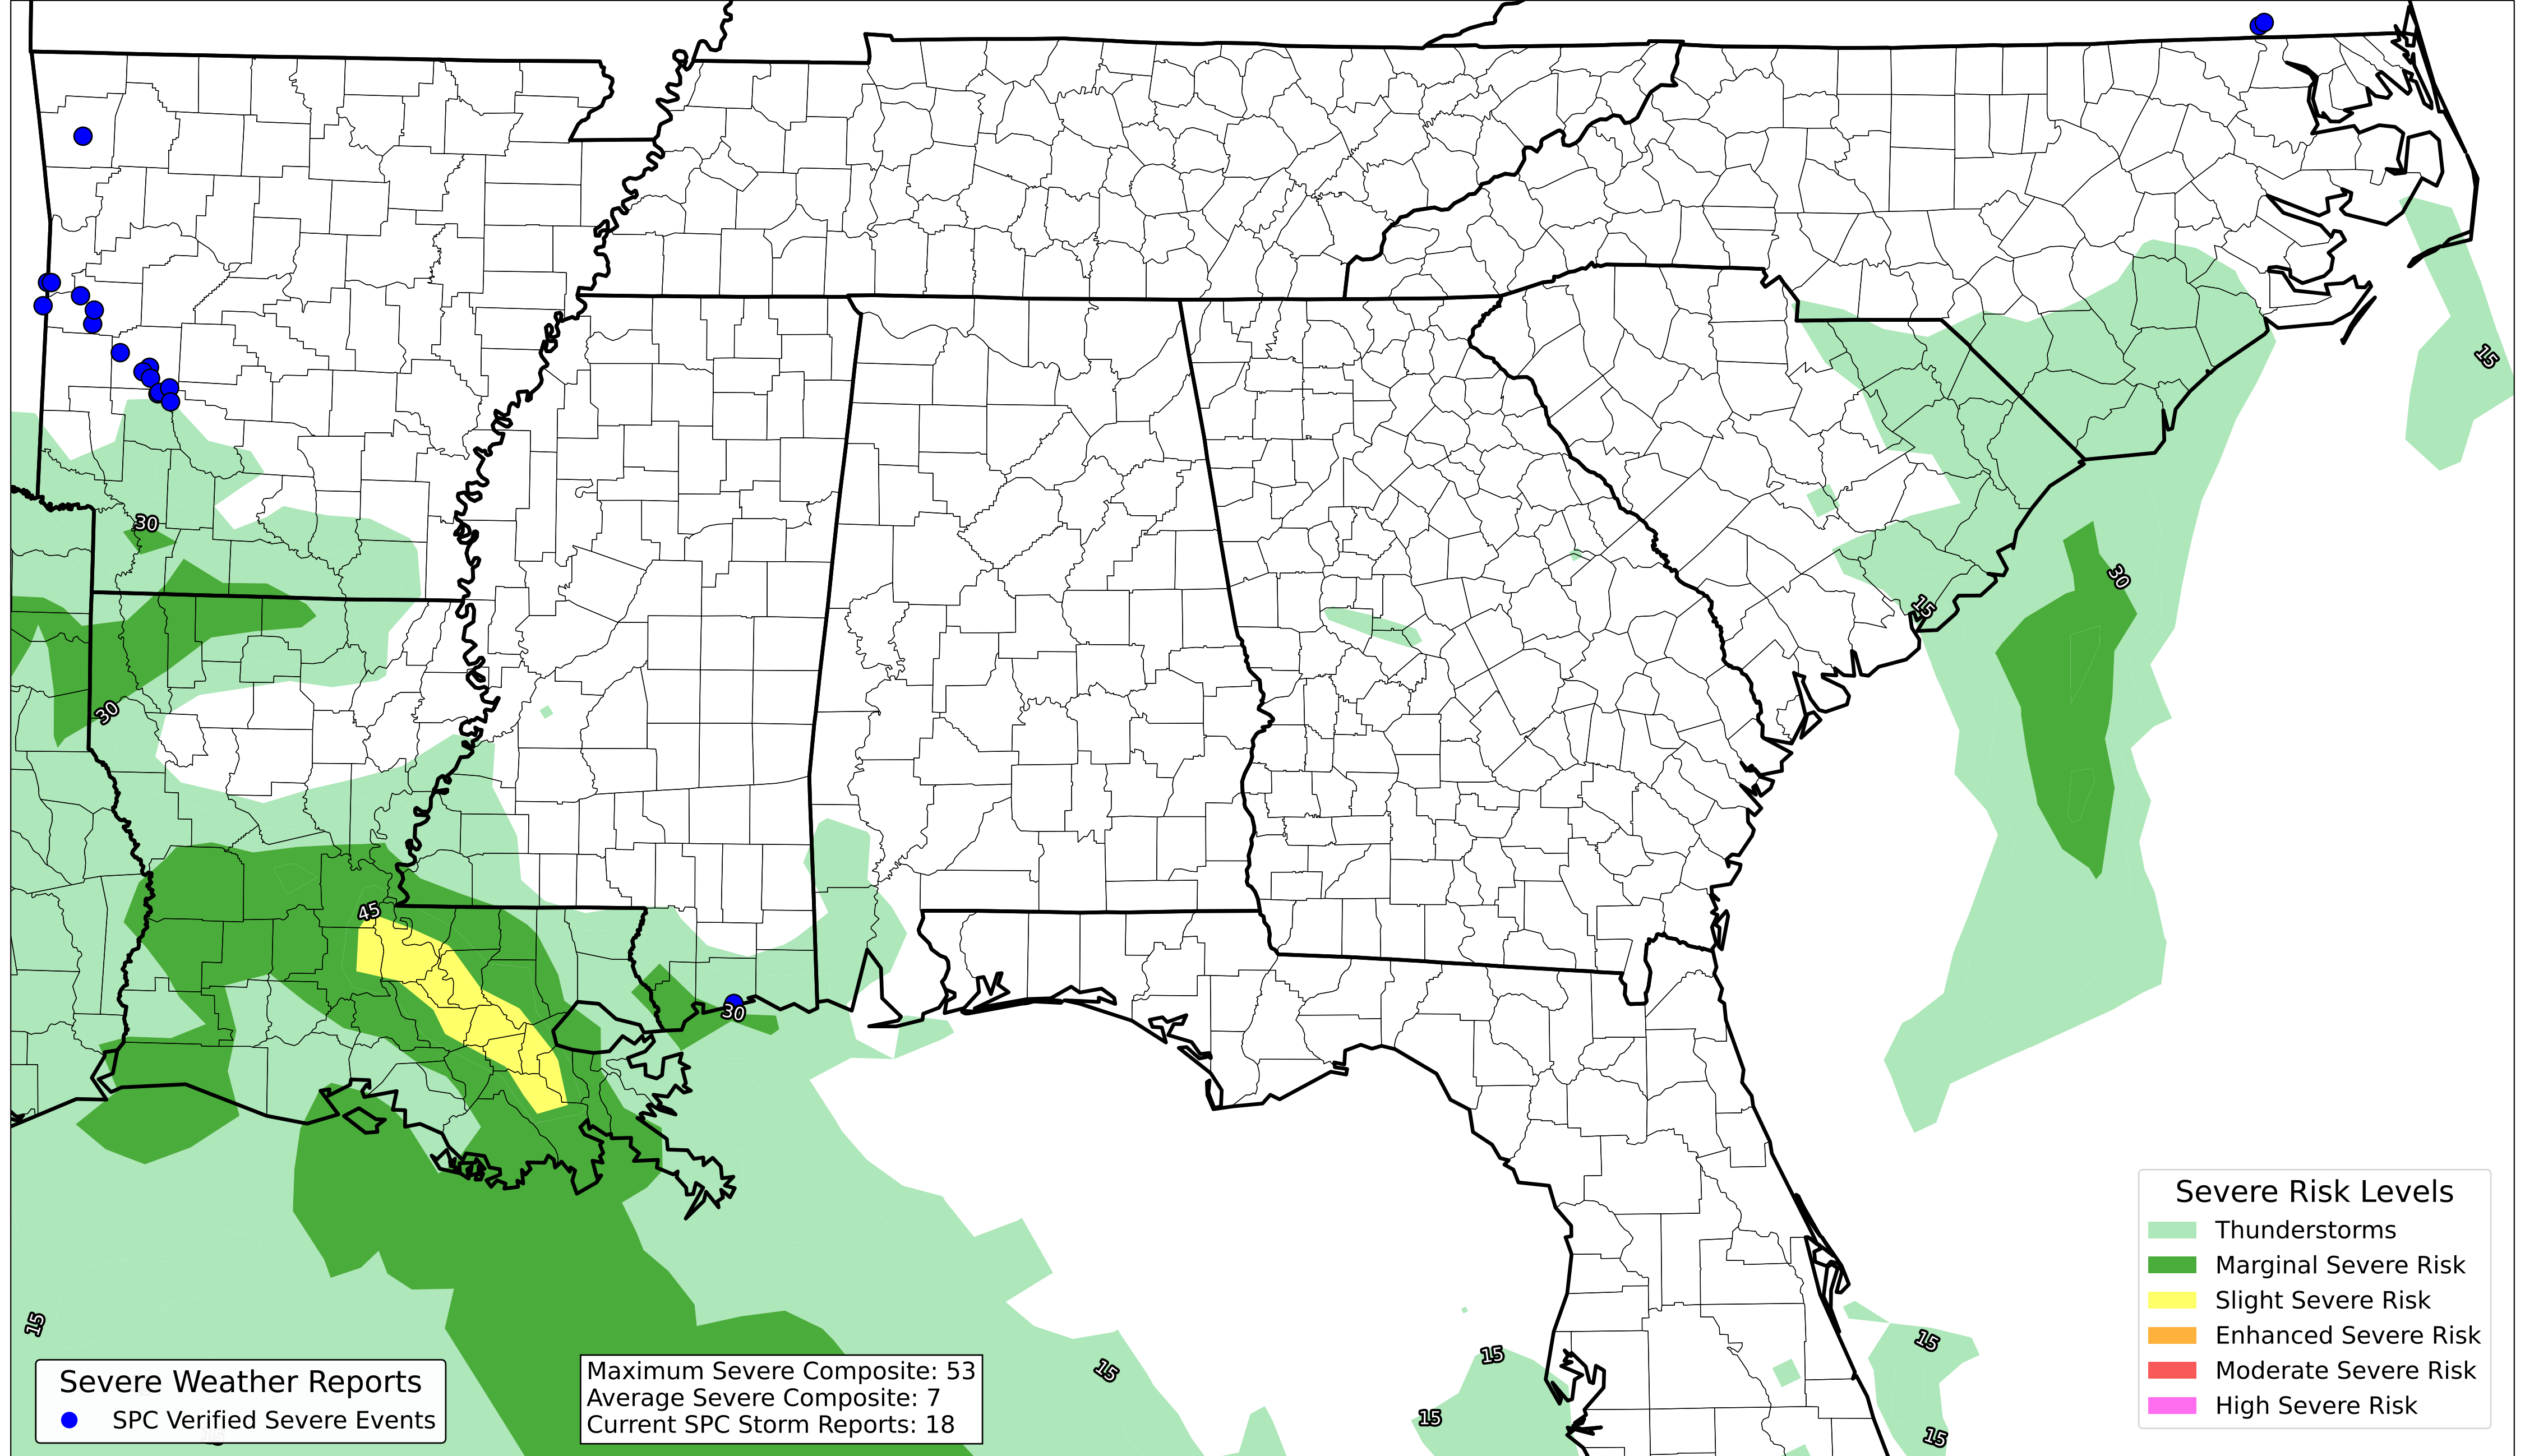 30
15
30
30
15
30
45
30
15
15
15
15
15
15
Severe Weather Reports
SPC Verified Severe Events
Maximum Severe Composite: 53
Average Severe Composite: 7
Current SPC Storm Reports: 18
Severe Risk Levels
Thunderstorms
Marginal Severe Risk
Slight Severe Risk
Enhanced Severe Risk
Moderate Severe Risk
High Severe Risk